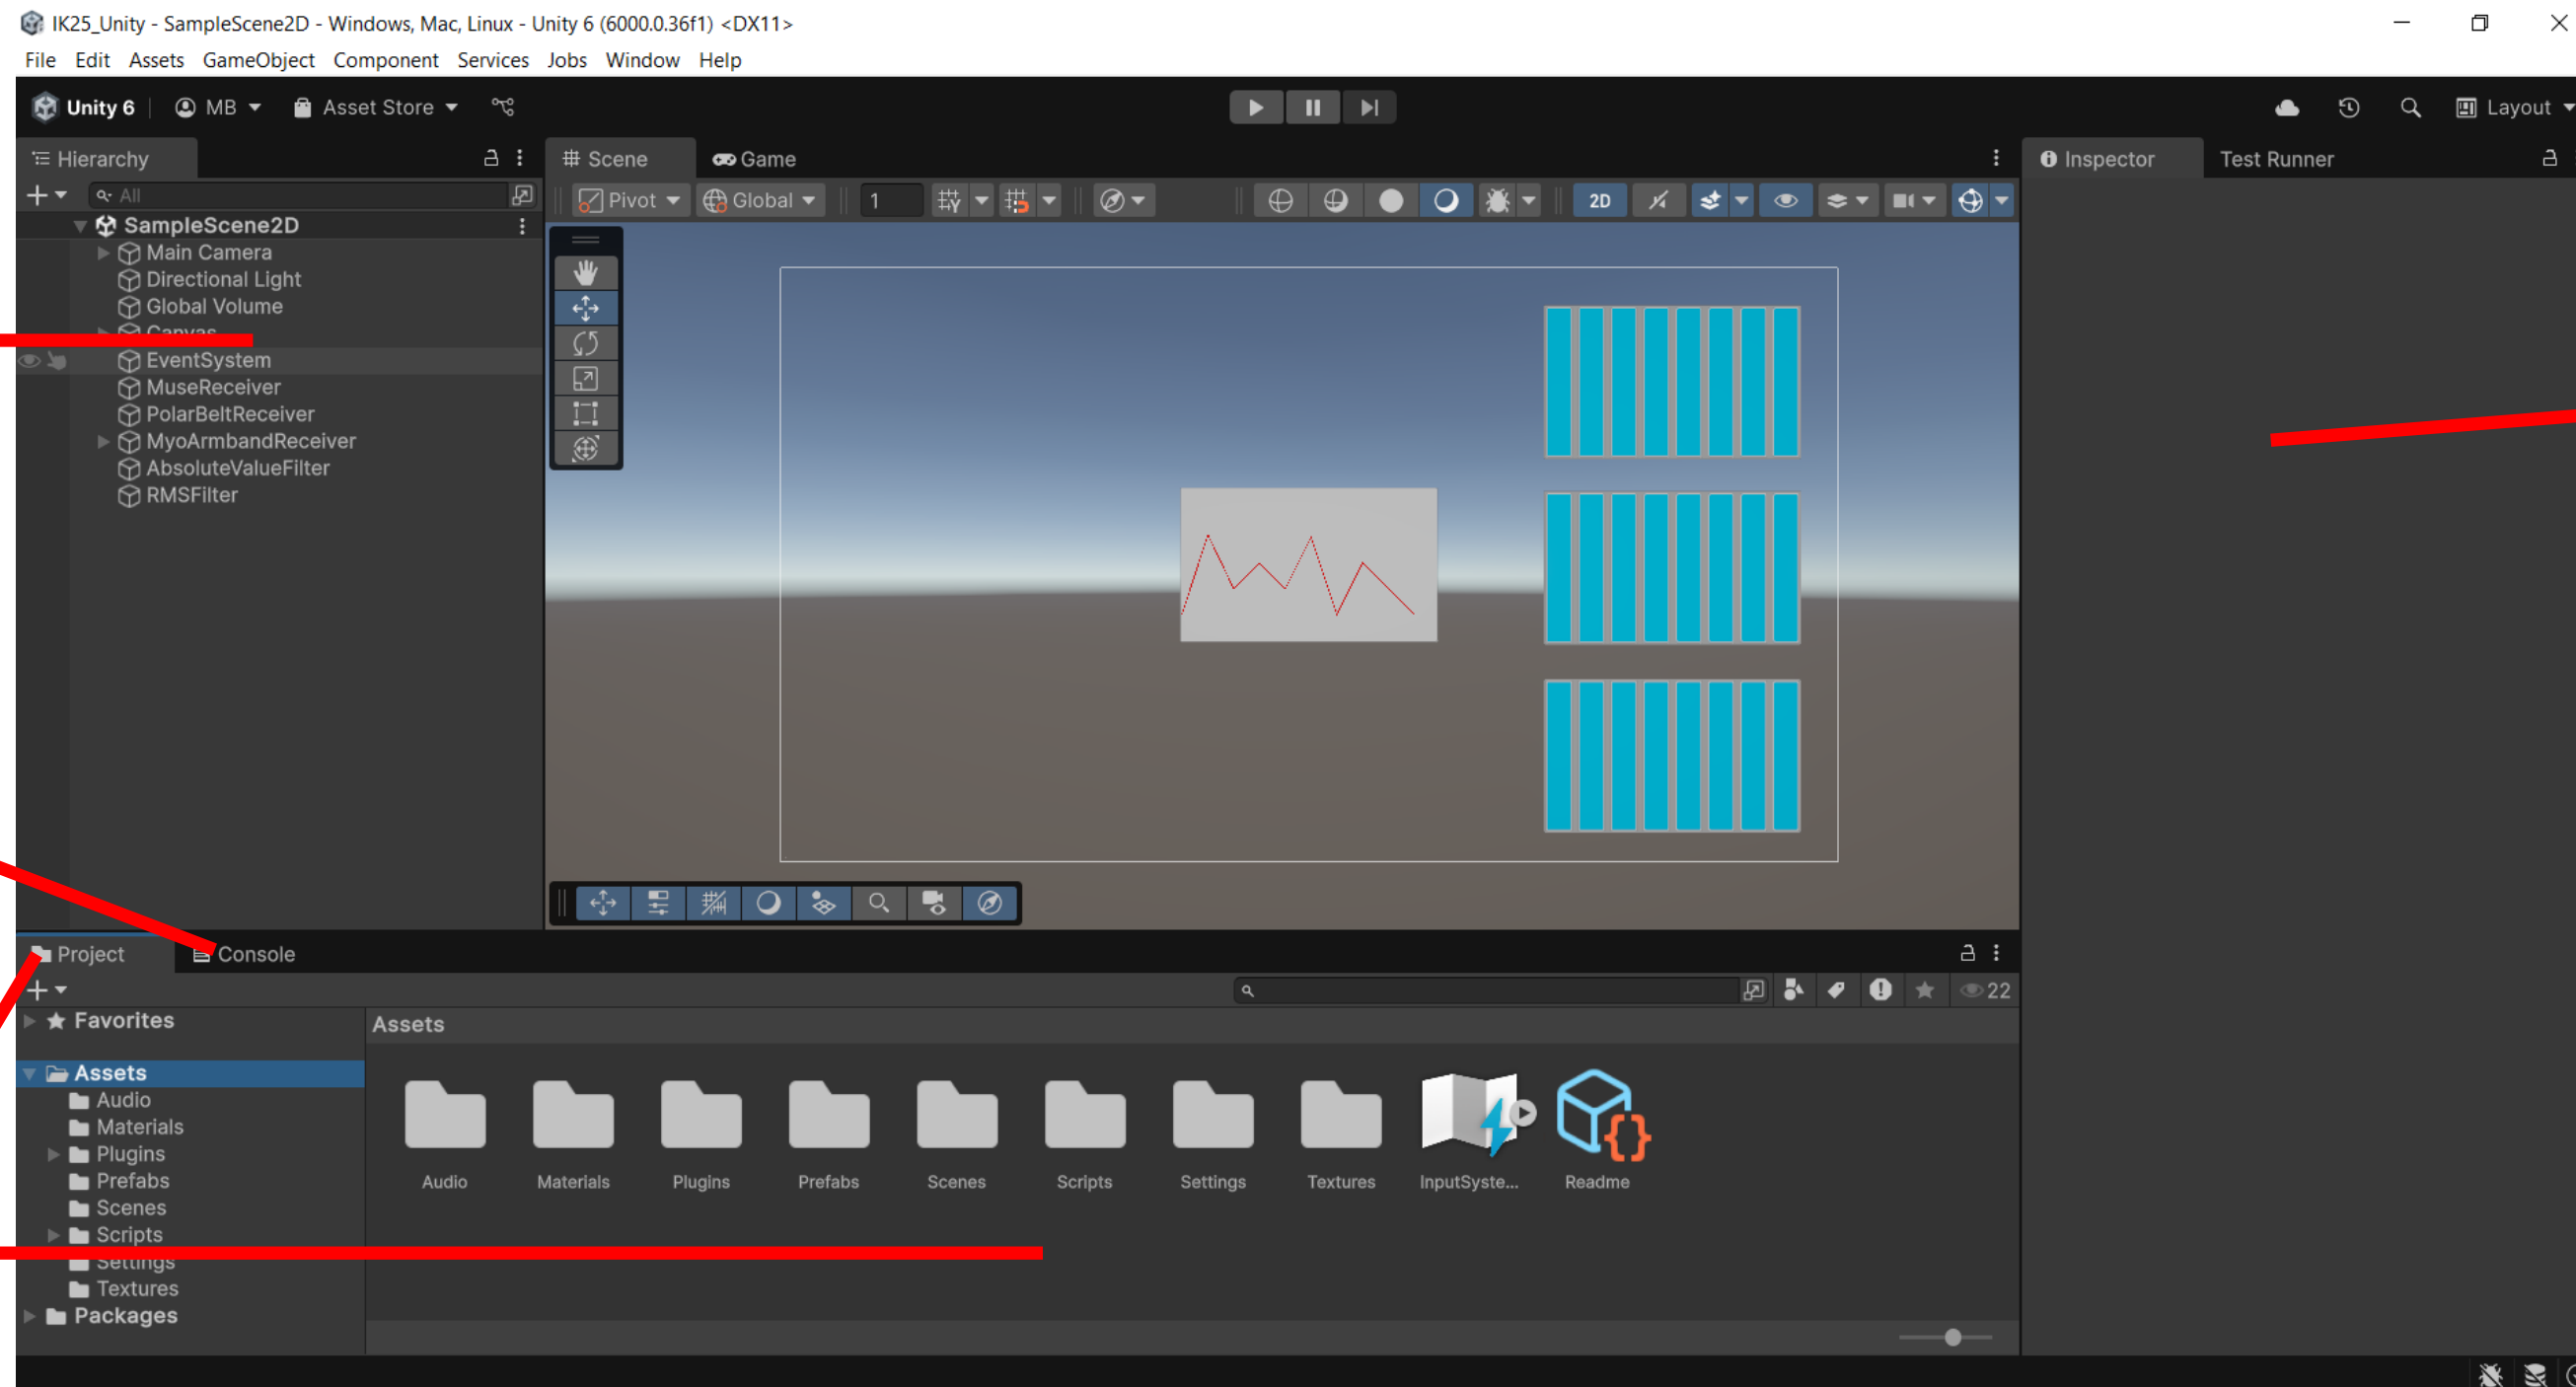 IK25_Unity - SampleScene2D - Windows, Mac, Linux - Unity 6 (6000.0.36f1) <DX11>
File Edit Assets GameObject Component Services Jobs Window Help
Unity 6 MB Asset Store Layout
Hierarchy
Scene Game
Inspector Test Runner
All
Pivot Global 1 2D
SampleScene2D
Main Camera
Directional Light
Global Volume
Canvas
EventSystem
MuseReceiver
PolarBeltReceiver
MyoArmbandReceiver
AbsoluteValueFilter
RMSFilter
Project Console
22
Favorites
Assets
Audio
Materials
Plugins
Prefabs
Scenes
Scripts
Settings
Textures
Packages
Assets
Audio Materials Plugins Prefabs Scenes Scripts Settings Textures InputSyste... Readme